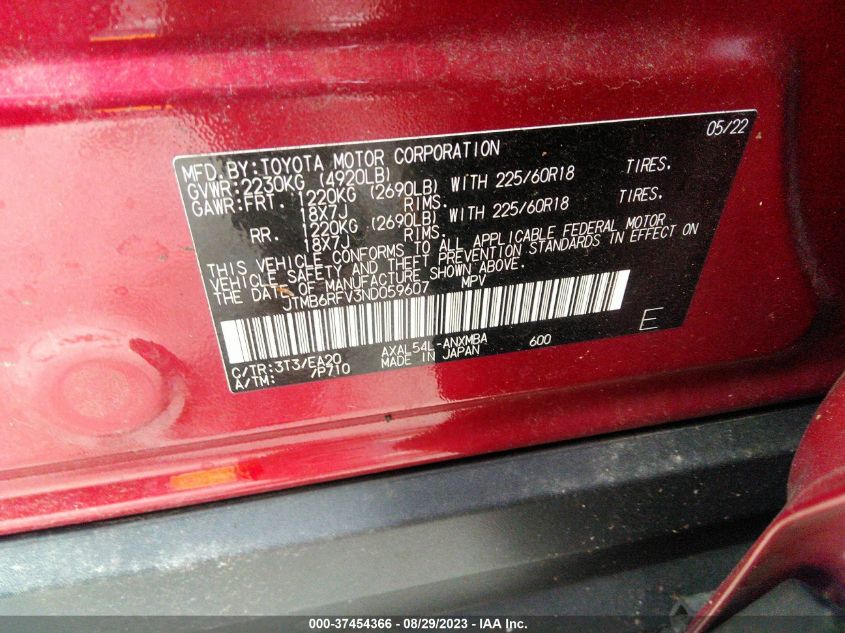 05/22
MFD.BY:TOYOTA MOTOR CORPORATION
GVWR:2230KG (4920LB)
GAWR:FRT. 1220KG (2690LB) WITH 225/60R18 TIRES.
18X7J RIMS.
RR. 1220KG (2690LB) WITH 225/60R18 TIRES.
18X7J RIMS.
THIS VEHICLE CONFORMS TO ALL APPLICABLE FEDERAL MOTOR
VEHICLE SAFETY AND THEFT PREVENTION STANDARDS IN EFFECT ON
THE DATE OF MANUFACTURE SHOWN ABOVE.
JTMB6RFV3ND059607 MPV
E
C/TR:3T3/EA20 AXAL54L-ANXMBA 600
A/TM: 7P710 MADE IN JAPAN
000-37454366 - 08/29/2023 - IAA Inc.